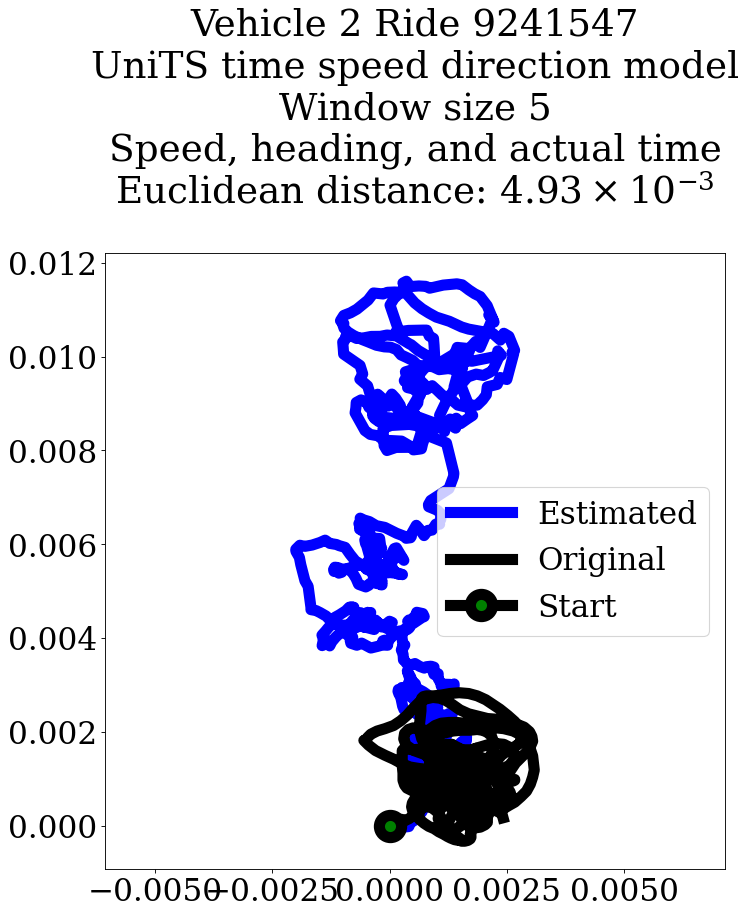 Vehicle 2 Ride 9241547
UniTS time speed direction model
Window size 5
Speed, heading, and actual time
Euclidean distance: 4.93 × 10⁻³
0.012
0.010
0.008
0.006
0.004
0.002
0.000
Estimated
Original
Start
−0.0050 −0.0025 0.0000 0.0025 0.0050